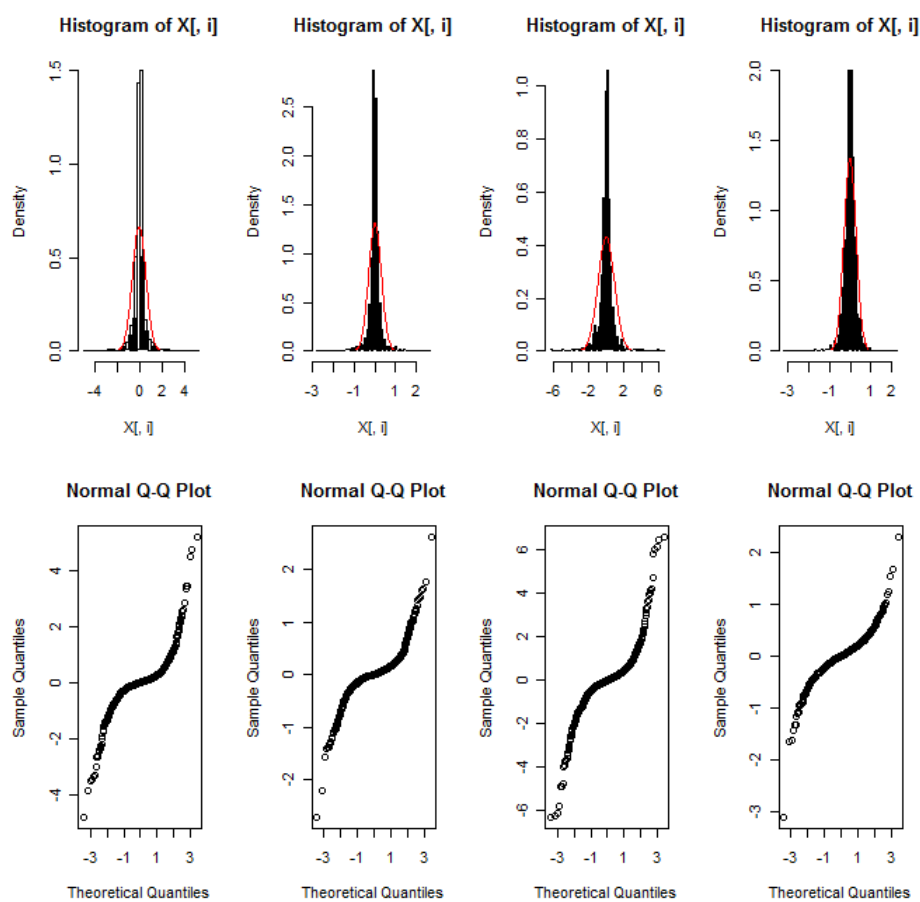 Histogram of X[, i] Histogram of X[, i] Histogram of X[, i] Histogram of X[, i]
Density
0.0 0.5 1.0 1.5
-4 0 2 4
X[, i]
Density
0.0 0.5 1.0 1.5 2.0 2.5
-3 -1 1 2
X[, i]
Density
0.0 0.2 0.4 0.6 0.8 1.0
-6 -2 2 6
X[, i]
Density
0.0 0.5 1.0 1.5 2.0
-3 -1 1 2
X[, i]
Normal Q-Q Plot Normal Q-Q Plot Normal Q-Q Plot Normal Q-Q Plot
Sample Quantiles
-4 -2 0 2 4
-3 -1 1 3
Theoretical Quantiles
Sample Quantiles
-2 -1 0 1 2
-3 -1 1 3
Theoretical Quantiles
Sample Quantiles
-6 -4 -2 0 2 4 6
-3 -1 1 3
Theoretical Quantiles
Sample Quantiles
-3 -2 -1 0 1 2
-3 -1 1 3
Theoretical Quantiles